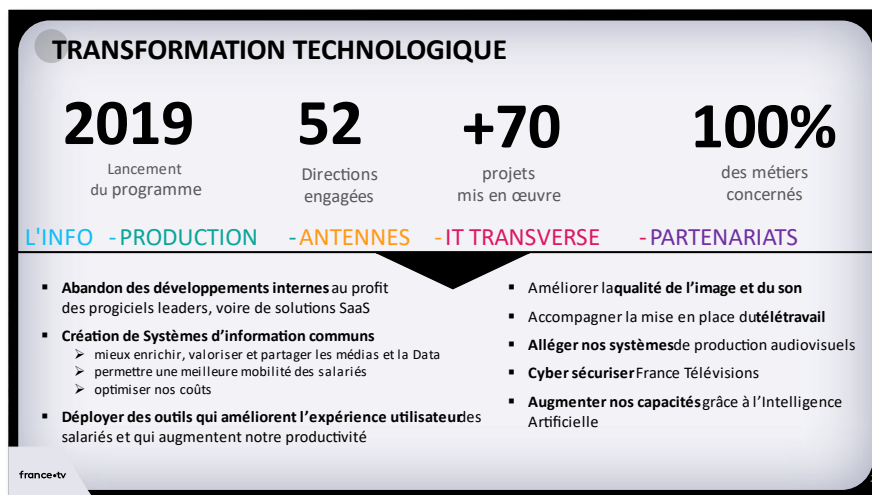 TRANSFORMATION TECHNOLOGIQUE
2019
Lancement
du programme
52
Directions
engagées
+70
projets
mis en œuvre
100%
des métiers
concernés
L'INFO - PRODUCTION - ANTENNES - IT TRANSVERSE - PARTENARIATS
▪ Abandon des développements internes au profit
des progiciels leaders, voire de solutions SaaS
▪ Création de Systèmes d'information communs
➢ mieux enrichir, valoriser et partager les médias et la Data
➢ permettre une meilleure mobilité des salariés
➢ optimiser nos coûts
▪ Déployer des outils qui améliorent l'expérience utilisateur des
salariés et qui augmentent notre productivité
▪ Améliorer la qualité de l'image et du son
▪ Accompagner la mise en place du télétravail
▪ Alléger nos systèmes de production audiovisuels
▪ Cyber sécuriser France Télévisions
▪ Augmenter nos capacités grâce à l'Intelligence
Artificielle
france•tv